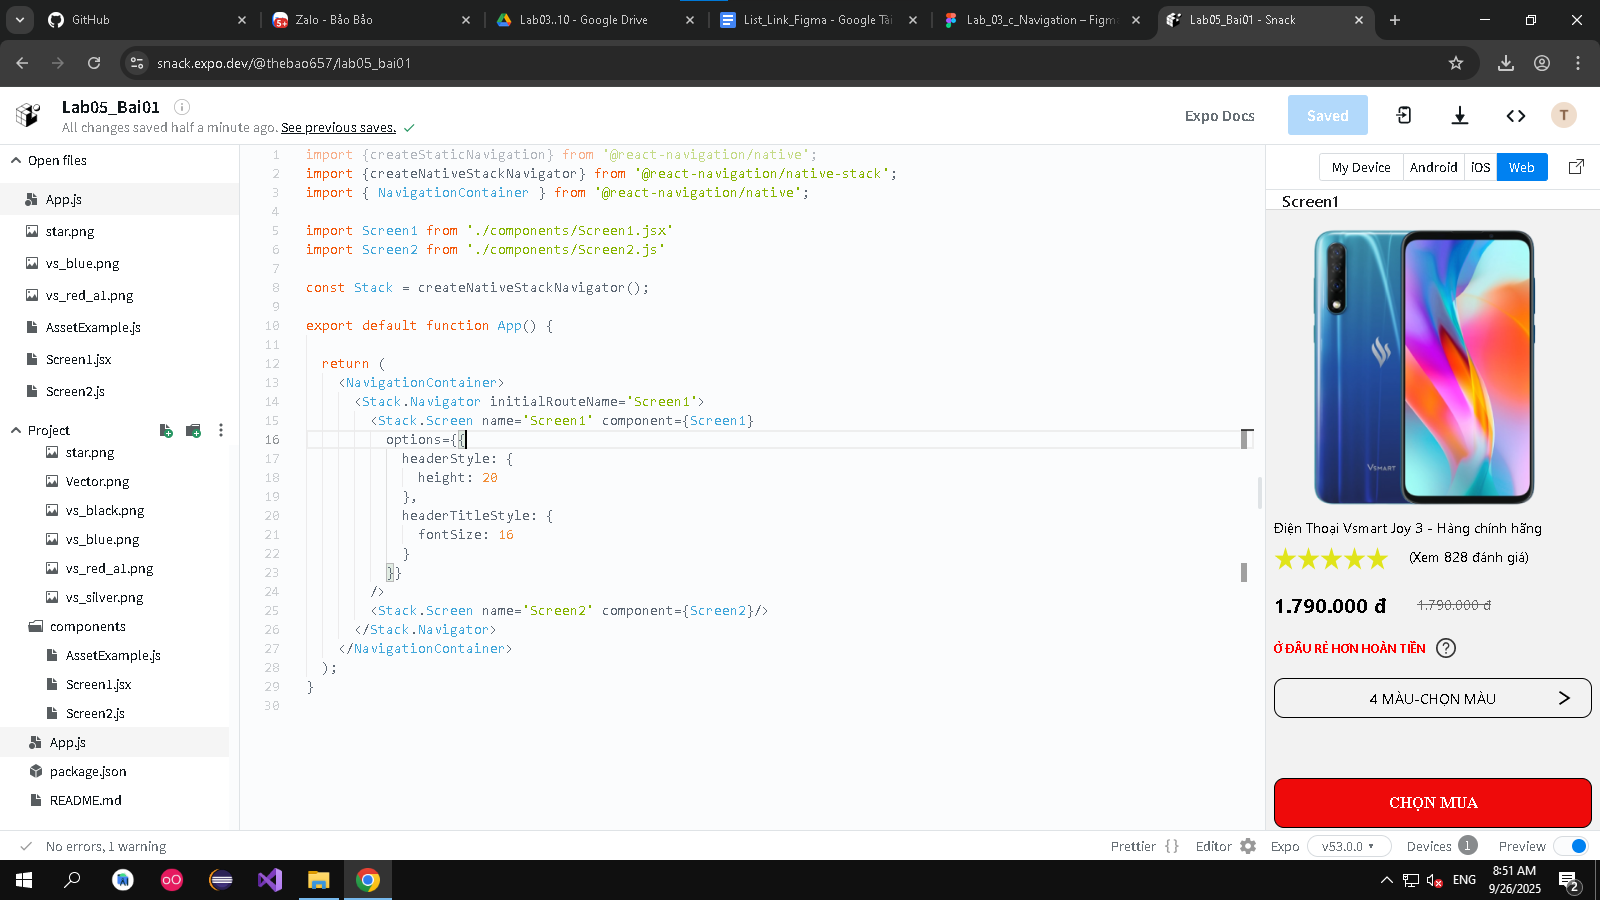 GitHub
Zalo - Bảo Bảo
Lab03..10 - Google Drive
List_Link_Figma - Google Tài
Lab_03_c_Navigation – Figma
Lab05_Bai01 - Snack
snack.expo.dev/@thebao657/lab05_bai01
Lab05_Bai01
All changes saved half a minute ago. See previous saves.
Expo Docs
Saved
T
Open files
App.js
star.png
vs_blue.png
vs_red_a1.png
AssetExample.js
Screen1.jsx
Screen2.js
Project
star.png
Vector.png
vs_black.png
vs_blue.png
vs_red_a1.png
vs_silver.png
components
AssetExample.js
Screen1.jsx
Screen2.js
App.js
package.json
README.md
1 import {createStaticNavigation} from '@react-navigation/native';
2 import {createNativeStackNavigator} from '@react-navigation/native-stack';
3 import { NavigationContainer } from '@react-navigation/native';
4
5 import Screen1 from './components/Screen1.jsx'
6 import Screen2 from './components/Screen2.js'
7
8 const Stack = createNativeStackNavigator();
9
10 export default function App() {
11
12 return (
13 <NavigationContainer>
14 <Stack.Navigator initialRouteName='Screen1'>
15 <Stack.Screen name='Screen1' component={Screen1}
16 options={{
17 headerStyle: {
18 height: 20
19 },
20 headerTitleStyle: {
21 fontSize: 16
22 }
23 }}
24 />
25 <Stack.Screen name='Screen2' component={Screen2}/>
26 </Stack.Navigator>
27 </NavigationContainer>
28 );
29 }
30
My Device
Android
iOS
Web
Screen1
VSMART
Điện Thoại Vsmart Joy 3 - Hàng chính hãng
(Xem 828 đánh giá)
1.790.000 đ
1.790.000 đ
Ở ĐÂU RẺ HƠN HOÀN TIỀN ?
4 MÀU-CHỌN MÀU
CHỌN MUA
No errors, 1 warning
Prettier { }
Editor
Expo
v53.0.0
Devices 1
Preview
ENG
8:51 AM
9/26/2025
2